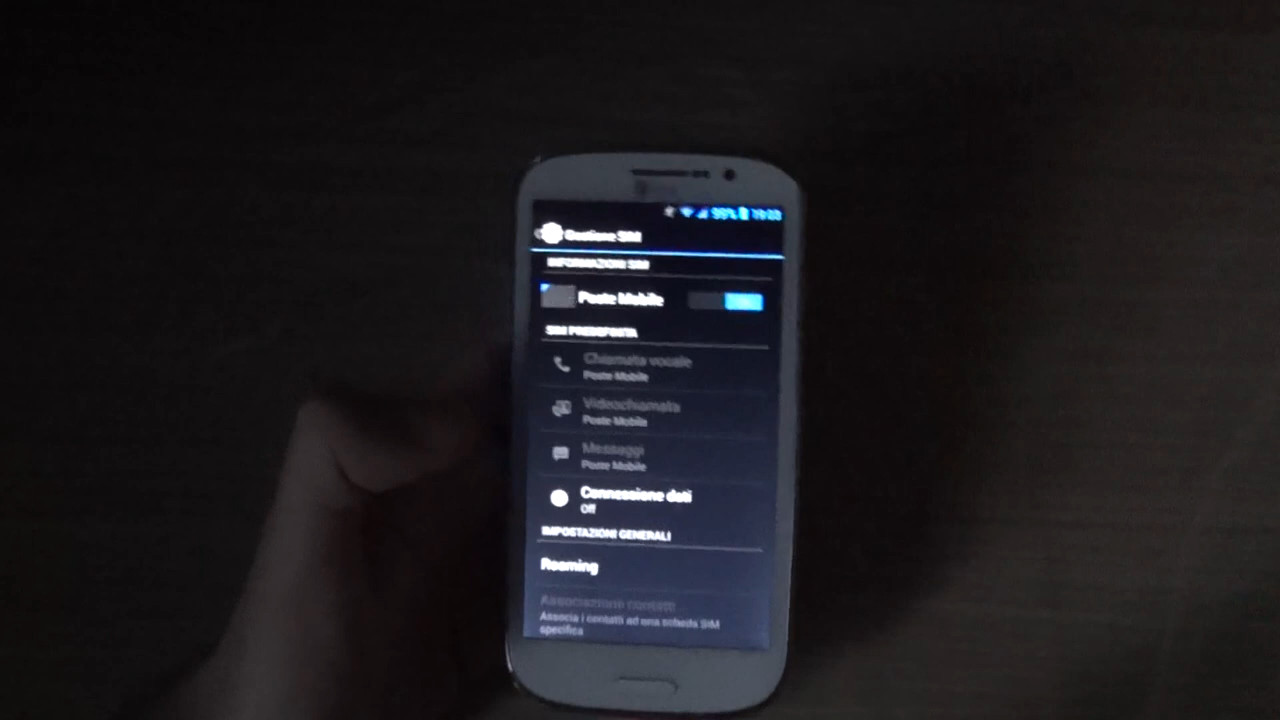 98%
Gestione SIM
INFORMAZIONI SIM
Poste Mobile
SIM PREDEFINITA
Chiamata vocale
Poste Mobile
Videochiamata
Poste Mobile
Messaggi
Poste Mobile
Connessione dati
Off
IMPOSTAZIONI GENERALI
Roaming
Associazione contatti
Associa i contatti ad una scheda SIM
specifica